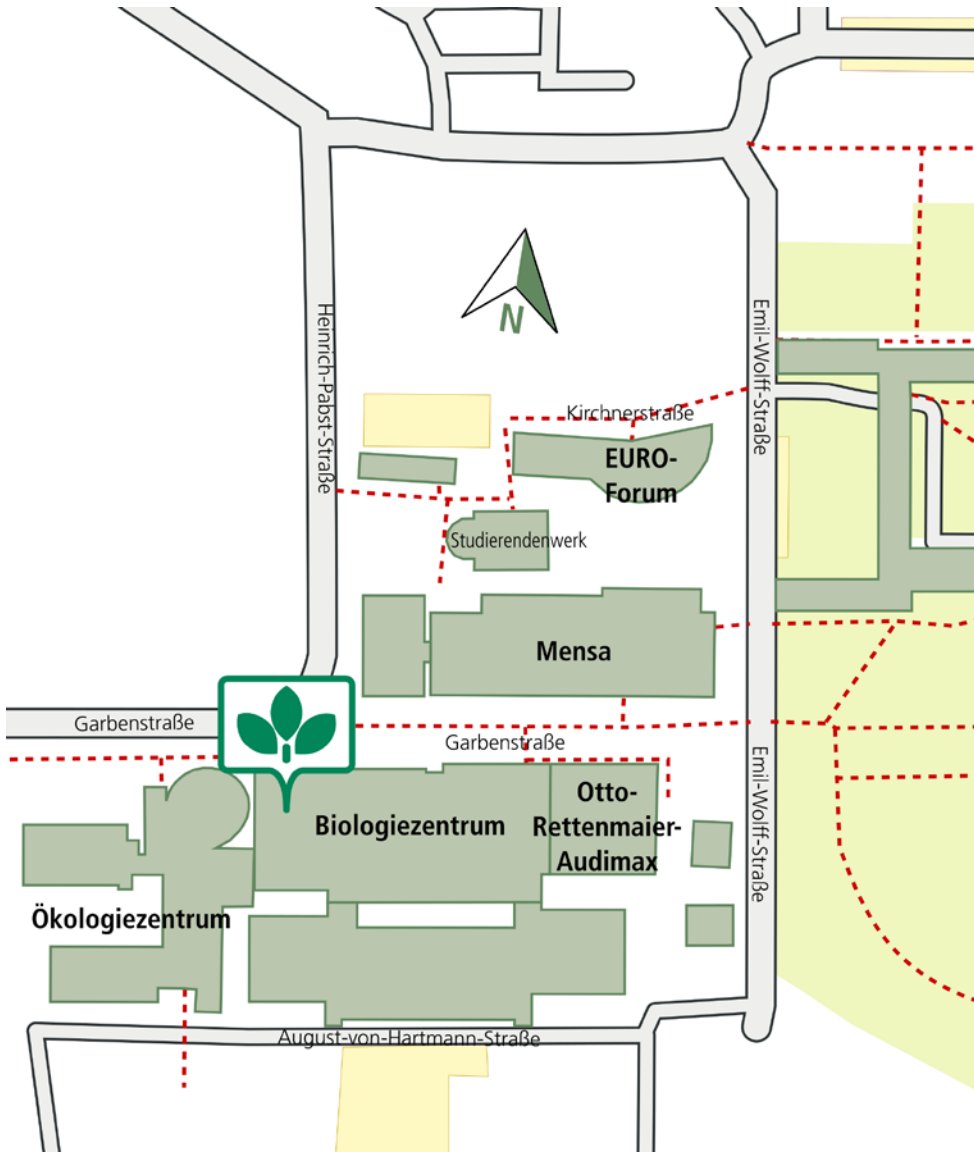 N
Heinrich-Pabst-Straße
Emil-Wolff-Straße
Kirchnerstraße
EURO-
Forum
Studierendenwerk
Mensa
Garbenstraße
Garbenstraße
Emil-Wolff-Straße
Otto-
Rettenmaier-
Audimax
Biologiezentrum
Ökologiezentrum
August-von-Hartmann-Straße